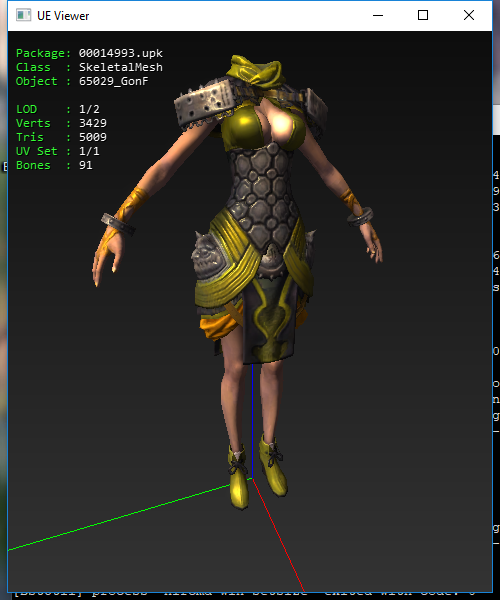 UE Viewer
Package: 00014993.upk
Class : SkeletalMesh
Object : 65029_GonF
LOD : 1/2
Verts : 3429
Tris : 5009
UV Set : 1/1
Bones : 91